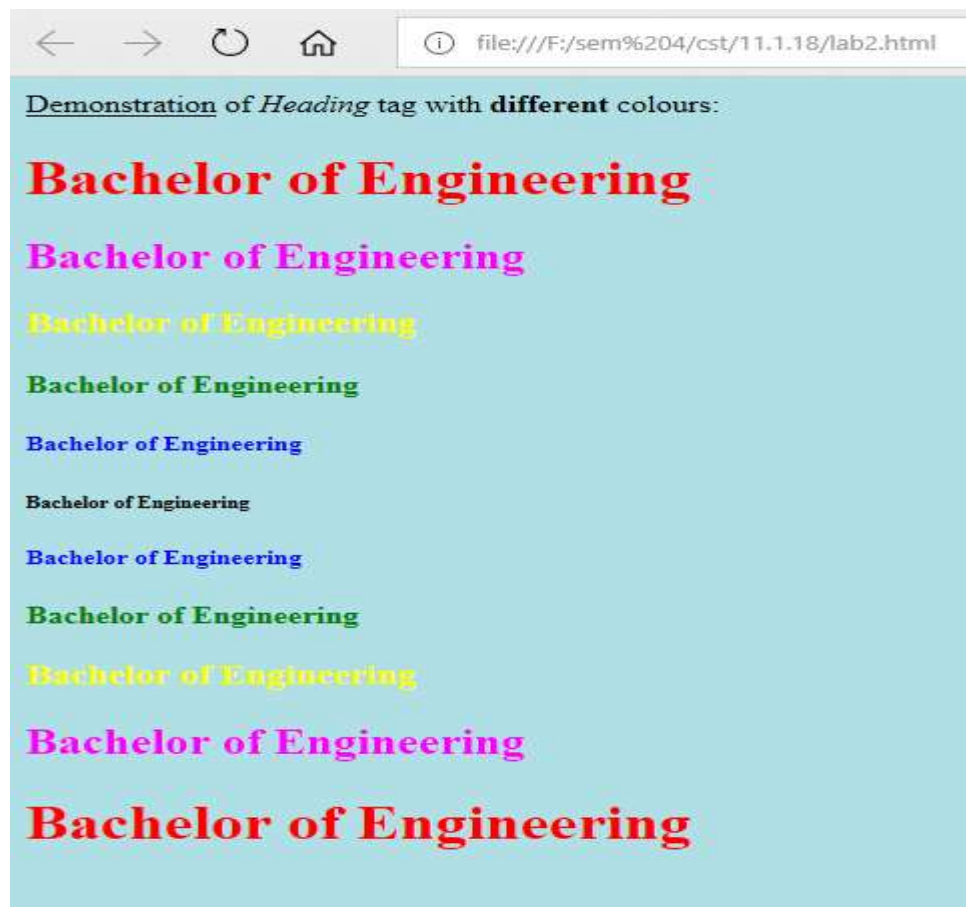 file:///F:/sem%204/cst/11.1.18/lab2.html
Demonstration of Heading tag with different colours:
Bachelor of Engineering
Bachelor of Engineering
Bachelor of Engineering
Bachelor of Engineering
Bachelor of Engineering
Bachelor of Engineering
Bachelor of Engineering
Bachelor of Engineering
Bachelor of Engineering
Bachelor of Engineering
Bachelor of Engineering